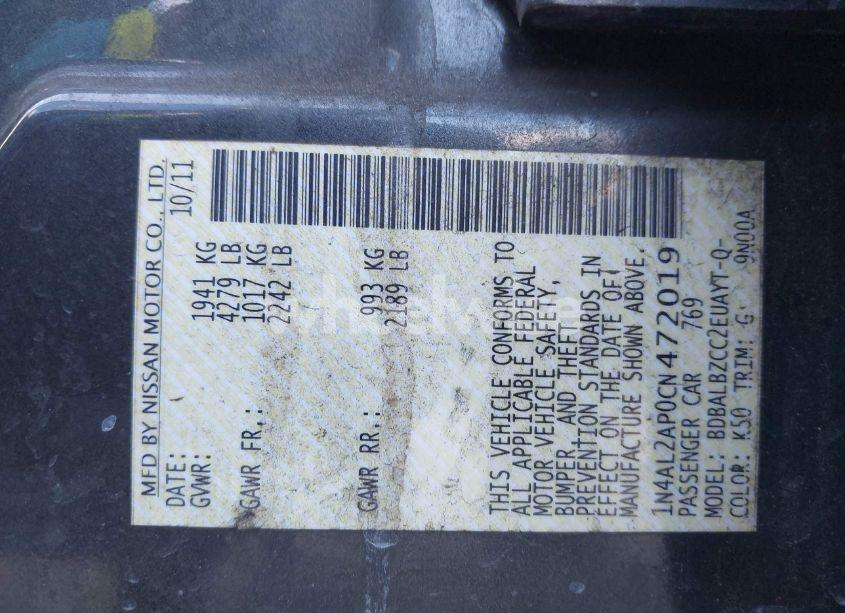 MFD BY NISSAN MOTOR CO., LTD.
DATE: 10/11
GVWR: 1941 KG
4279 LB
GAWR FR.: 1017 KG
2242 LB
GAWR RR.: 993 KG
2189 LB
THIS VEHICLE CONFORMS TO
ALL APPLICABLE FEDERAL
MOTOR VEHICLE SAFETY,
BUMPER AND THEFT
PREVENTION STANDARDS IN
EFFECT ON THE DATE OF
MANUFACTURE SHOWN ABOVE.
1N4AL2AP0CN472019
PASSENGER CAR 769
MODEL: BDBALBZCC2EUAYT-Q-
COLOR: K50 TRIM: G 9N00A